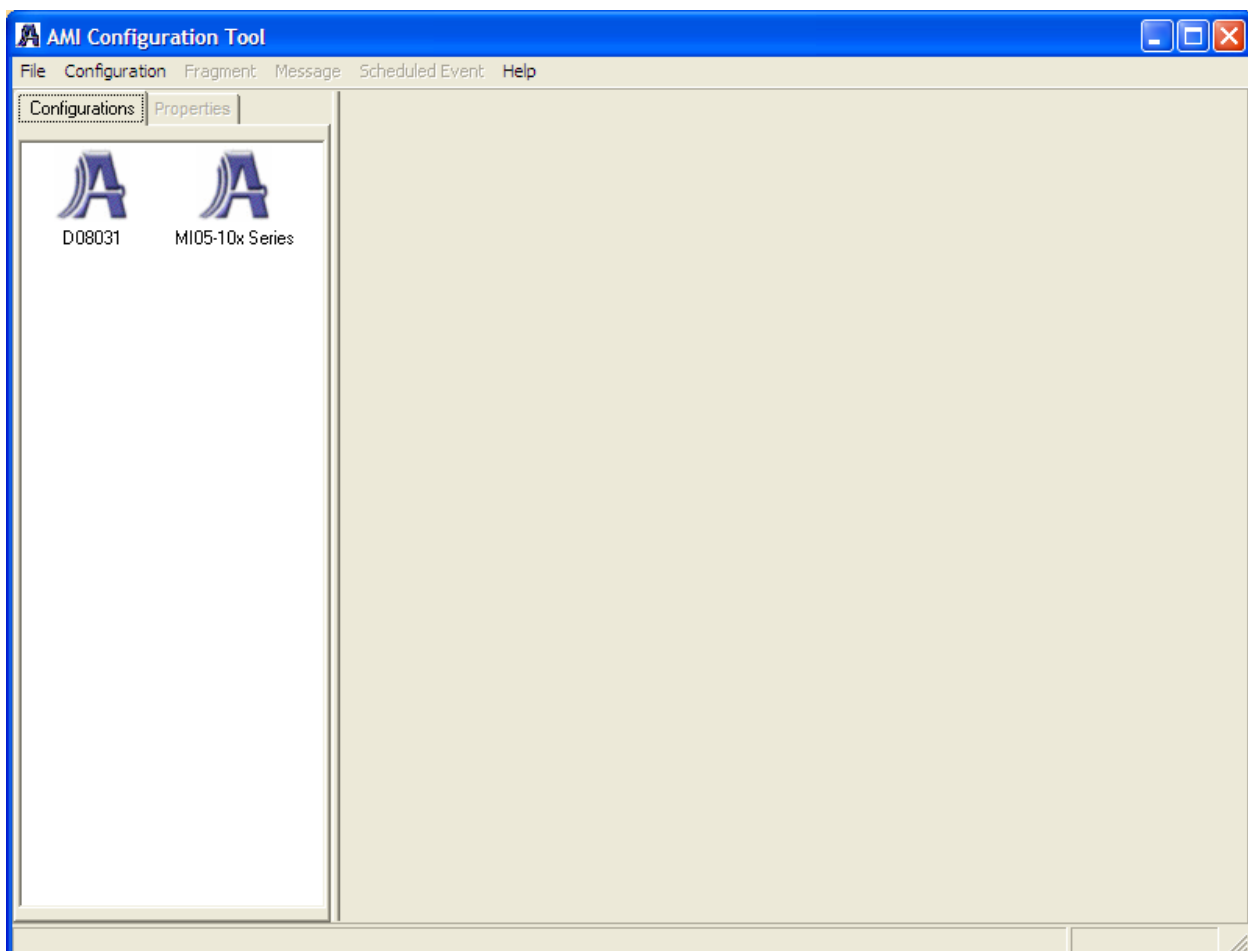 AMI Configuration Tool
File Configuration Fragment Message Scheduled Event Help
Configurations Properties
D08031 MI05-10x Series